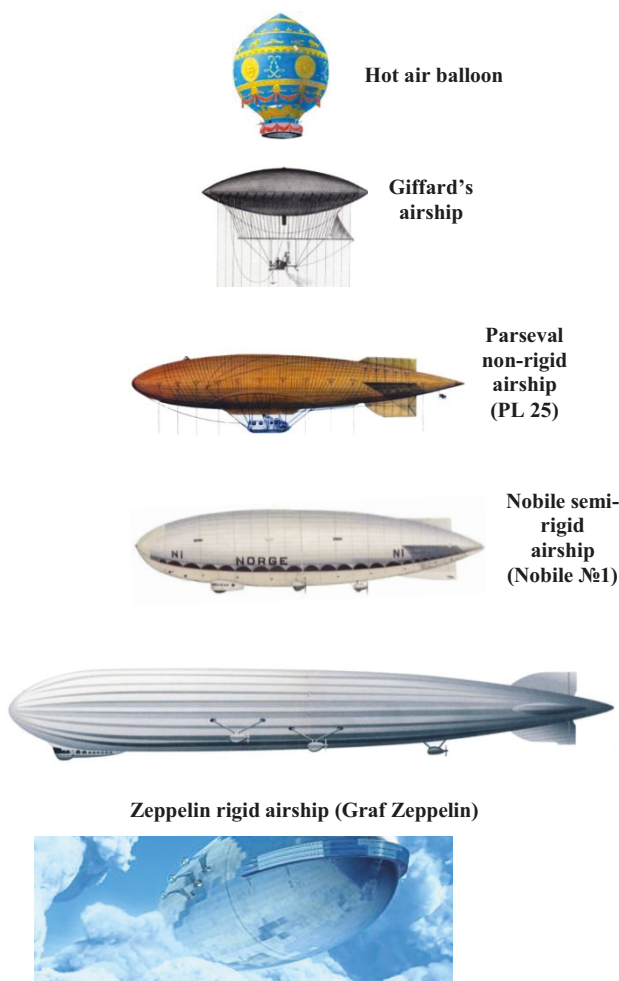 Hot air balloon
Giffard's
airship
Parseval
non-rigid
airship
(PL 25)
Nobile semi-
rigid
airship
(Nobile №1)
N1
NORGE
N1
Zeppelin rigid airship (Graf Zeppelin)